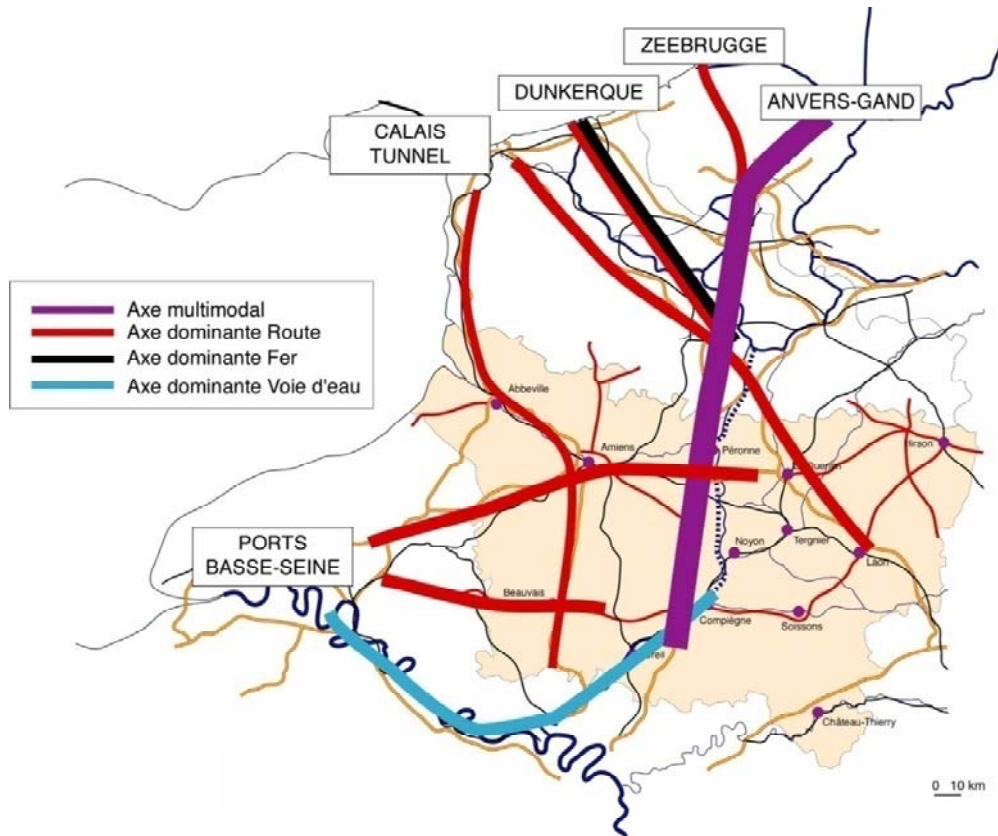 ZEEBRUGGE
DUNKERQUE
ANVERS-GAND
CALAIS
TUNNEL
Axe multimodal
Axe dominante Route
Axe dominante Fer
Axe dominante Voie d'eau
Abbeville
Amiens
Péronne
PORTS
BASSE-SEINE
Noyon
Tergnier
Laon
Beauvais
Compiègne
Soissons
Château-Thierry
0 10 km